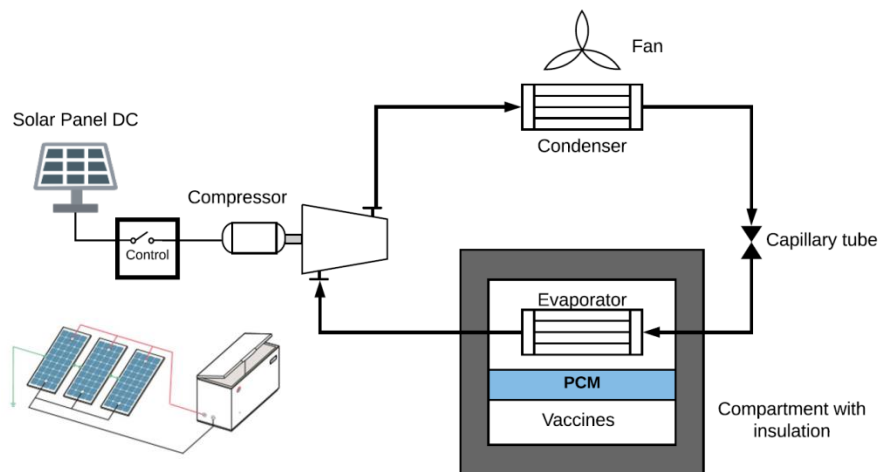 Fan
Solar Panel DC
Condenser
Compressor
Control
Capillary tube
Evaporator
PCM
Vaccines
Compartment with
insulation